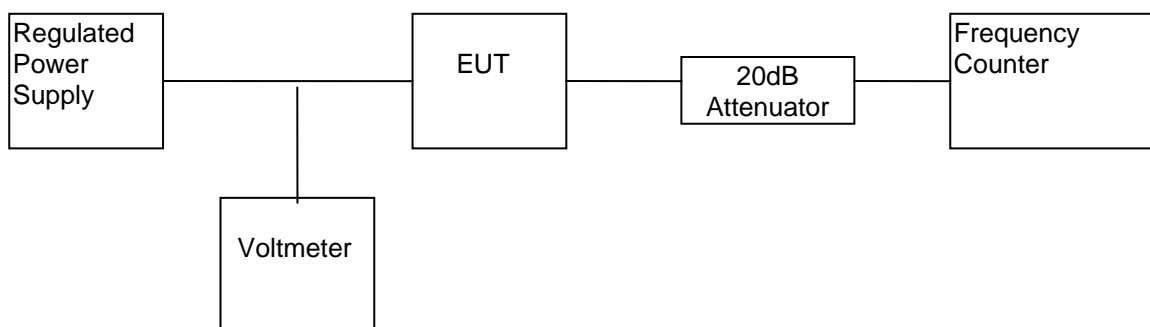 Regulated
Power
Supply
EUT
20dB
Attenuator
Frequency
Counter
Voltmeter